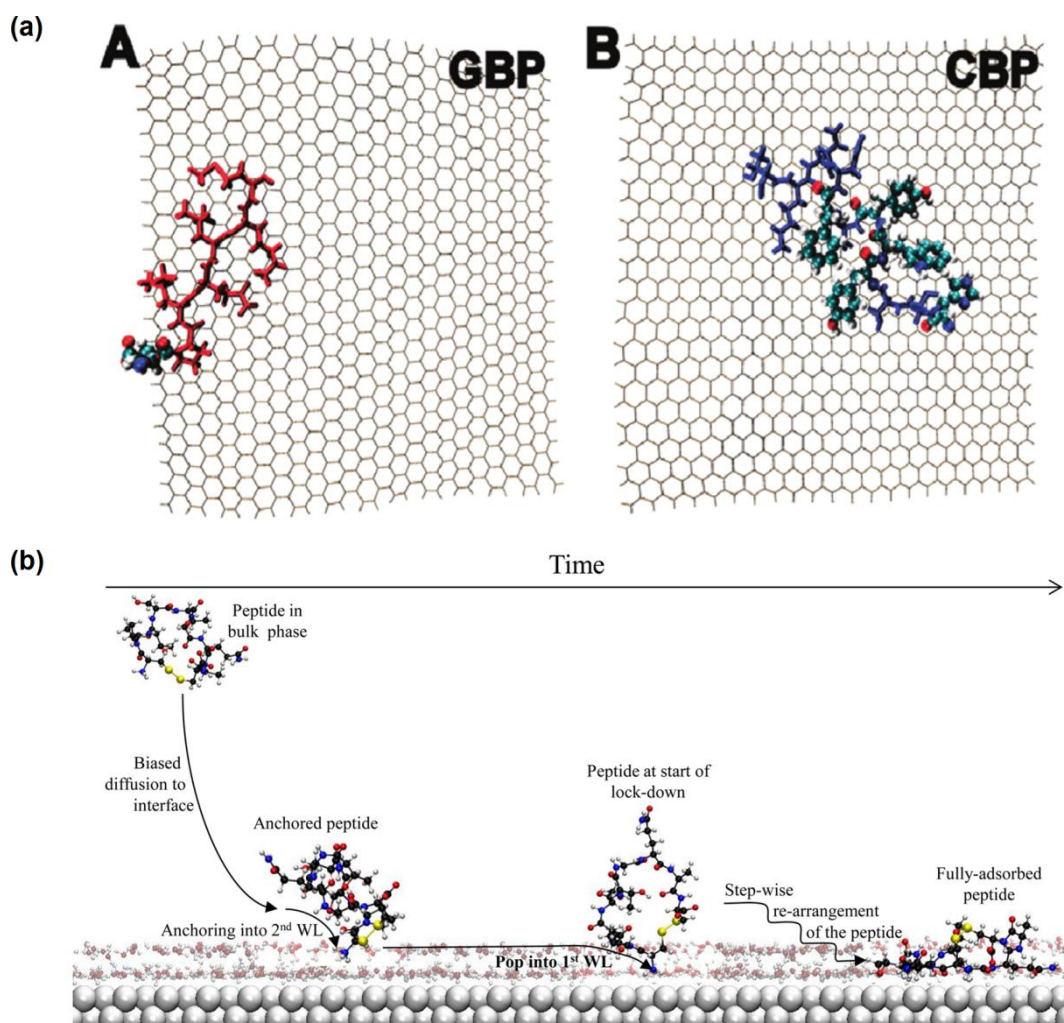 (a)
A
GBP
B
CBP
(b)
Time
Peptide in
bulk phase
Biased
diffusion to
interface
Anchored peptide
Anchoring into 2nd WL
Pop into 1st WL
Peptide at start of
lock-down
Step-wise
re-arrangement
of the peptide
Fully-adsorbed
peptide